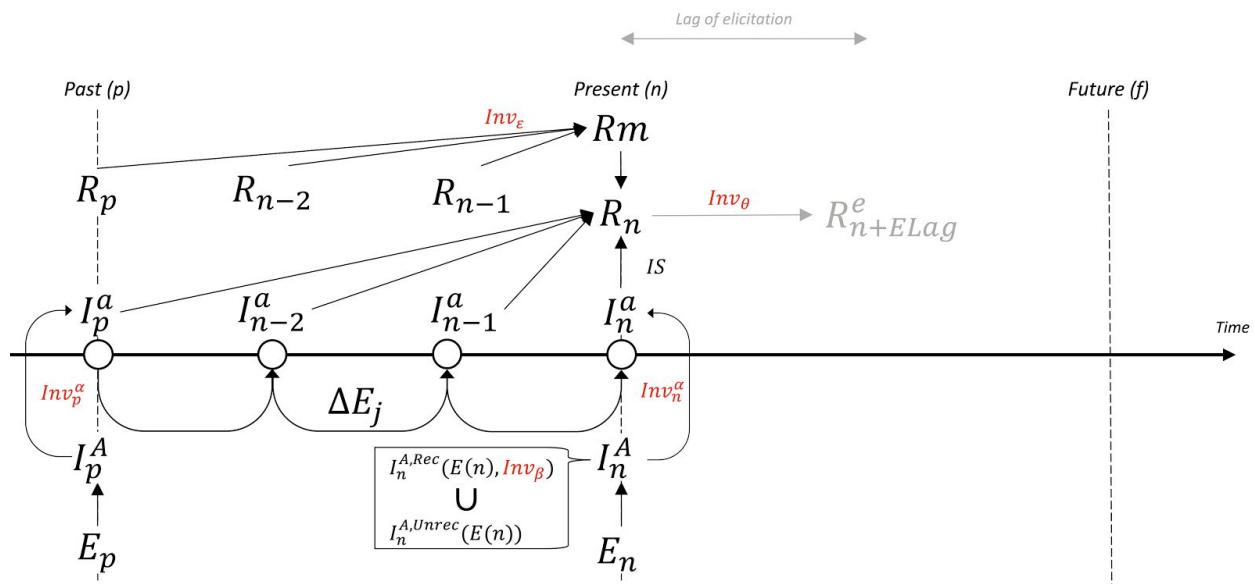 Lag of elicitation
Past (p) Present (n) Future (f)
Inv_ε
Rm
R_p R_{n-2} R_{n-1}
R_n Inv_θ R^e_{n+ELag}
IS
I^a_p I^a_{n-2} I^a_{n-1} I^a_n
Time
Inv^α_p ΔE_j Inv^α_n
I^A_p I^{A,Rec}_n(E(n), Inv_β) I^A_n
∪
I^{A,Unrec}_n(E(n))
E_p E_n